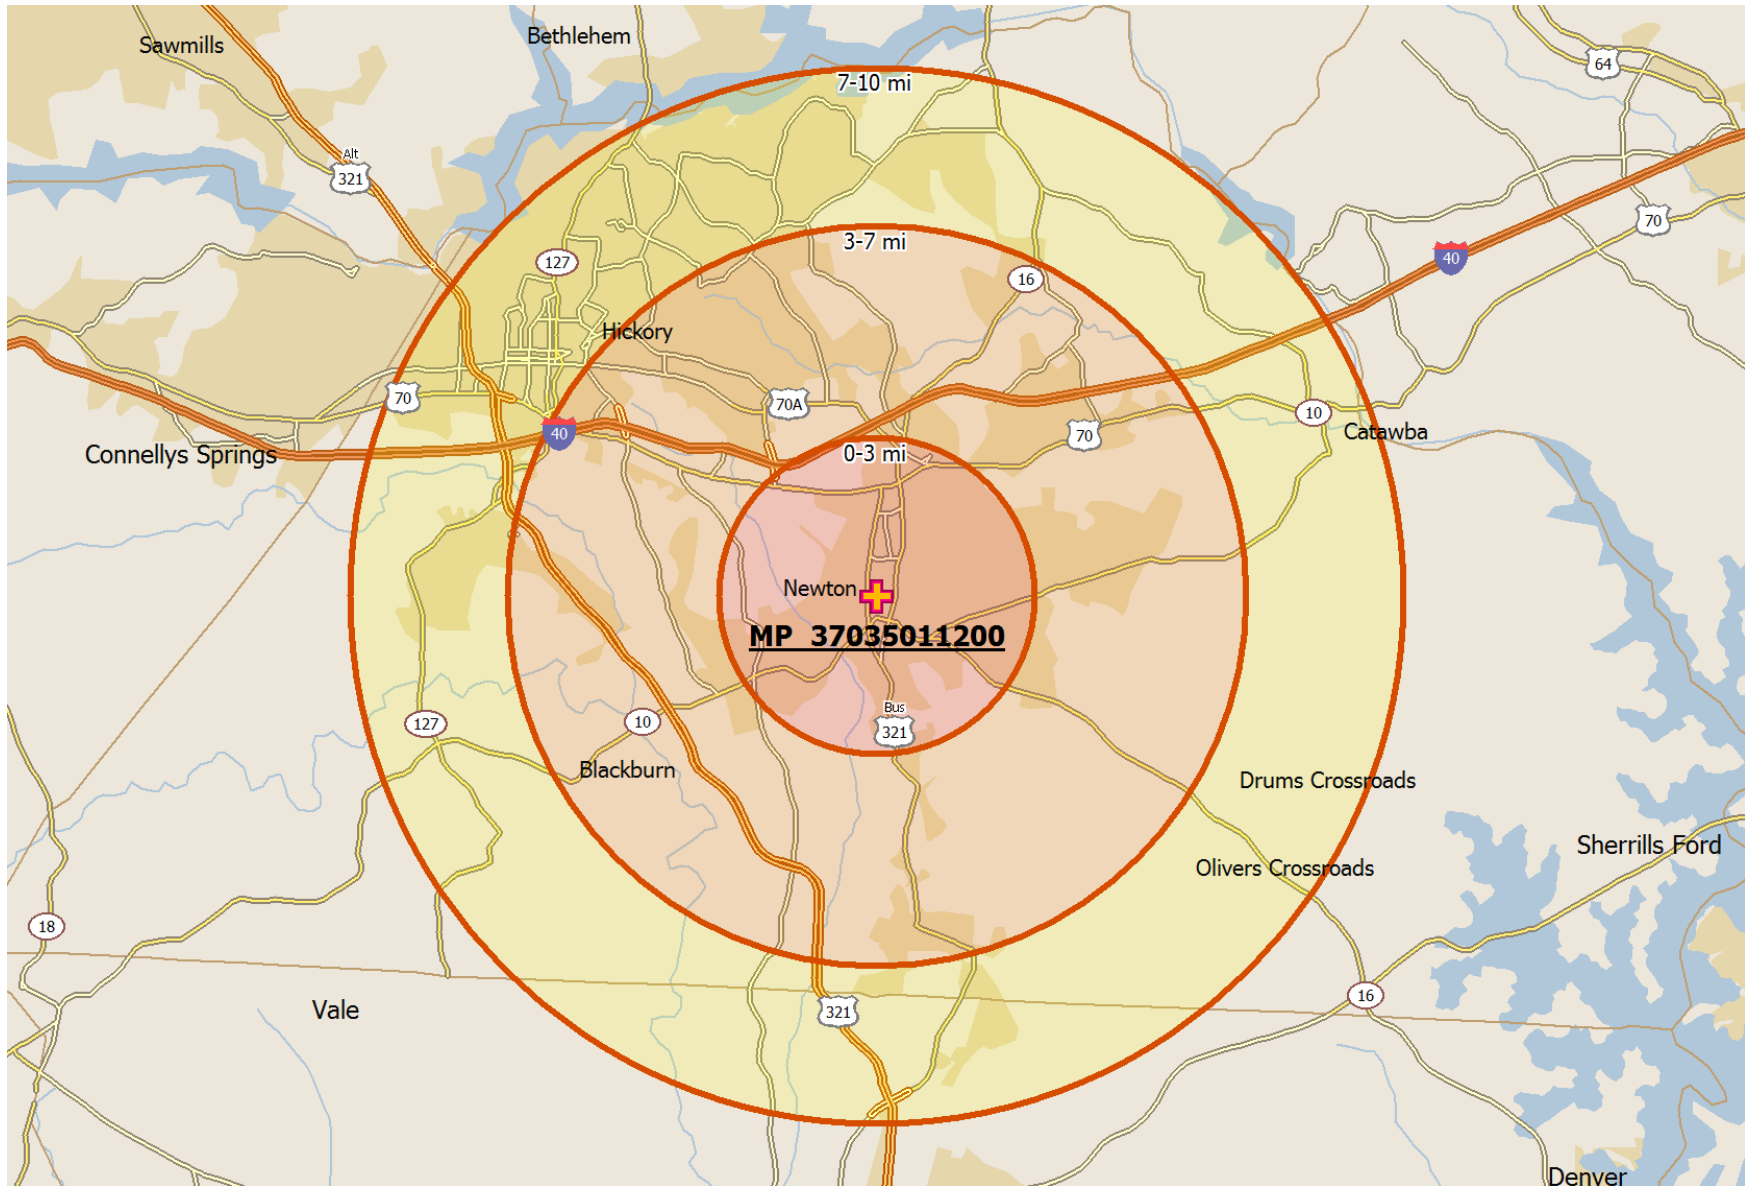 Bethlehem
Sawmills
64
7-10 mi
Alt
321
70
3-7 mi
127
40
16
Hickory
70
70A
10
Catawba
40
70
Connellys Springs
0-3 mi
Newton
MP 37035011200
Bus
321
127
10
Blackburn
Drums Crossroads
Sherrills Ford
Olivers Crossroads
18
16
Vale
321
Denver